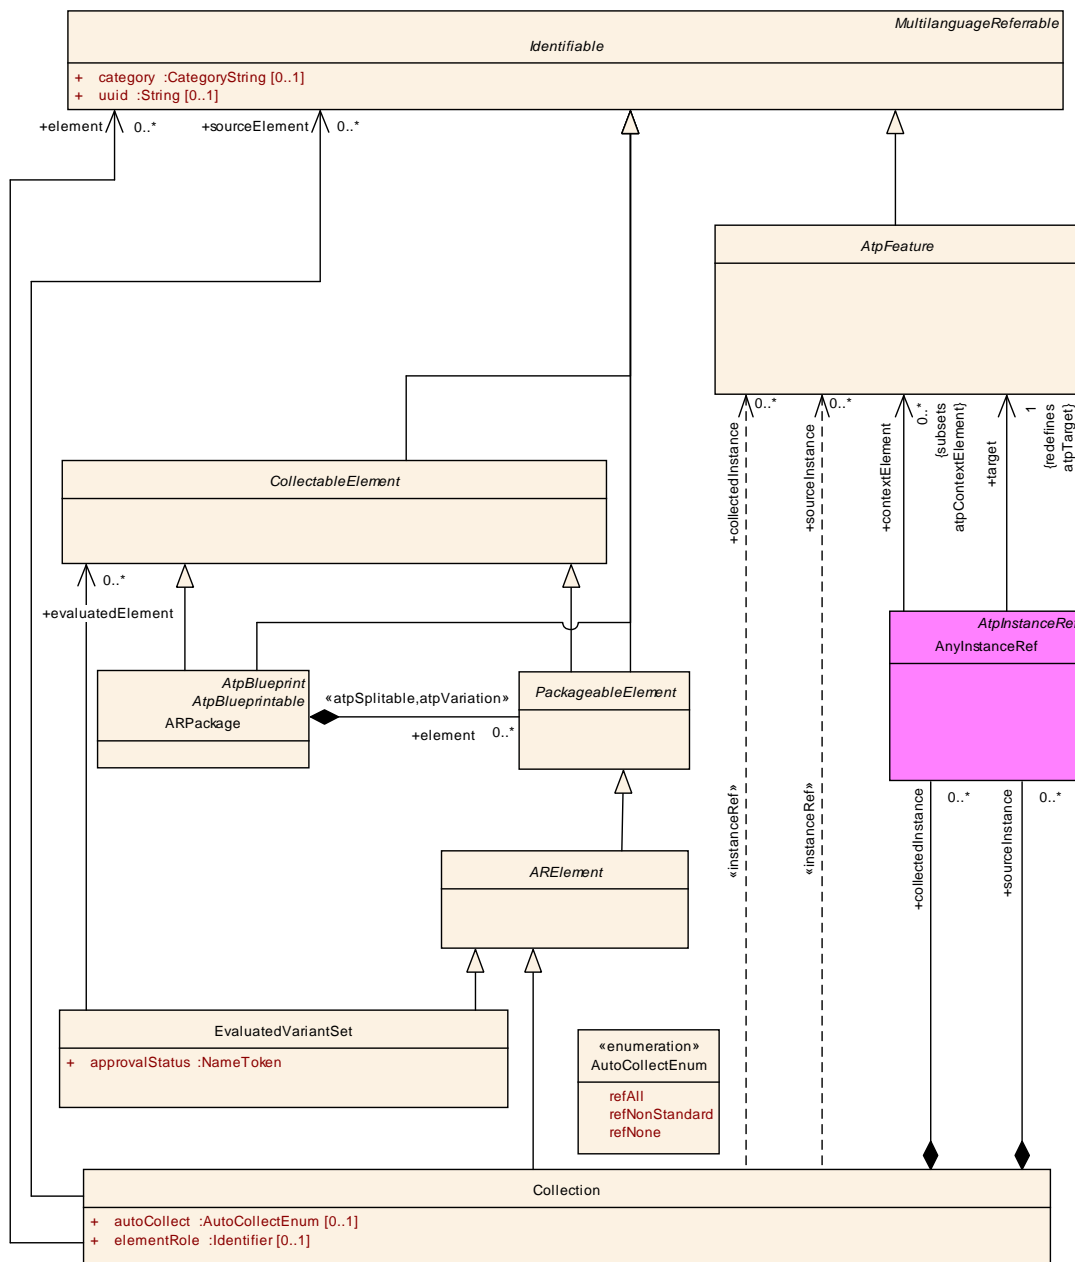 MultilanguageReferrable
Identifiable
+ category :CategoryString [0..1]
+ uuid :String [0..1]
+element 0..*
+sourceElement 0..*
AtpFeature
0..*
+collectedInstance
0..*
+sourceInstance
0..*
{subsets
atpContextElement}
+contextElement
1
{redefines
atpTarget}
+target
CollectableElement
0..*
+evaluatedElement
AtpInstanceRef
AnyInstanceRef
AtpBlueprint
AtpBlueprintable
ARPackage
«atpSplitable,atpVariation»
+element 0..*
PackageableElement
«instanceRef»
«instanceRef»
0..*
+collectedInstance
0..*
+sourceInstance
ARElement
EvaluatedVariantSet
+ approvalStatus :NameToken
«enumeration»
AutoCollectEnum
refAll
refNonStandard
refNone
Collection
+ autoCollect :AutoCollectEnum [0..1]
+ elementRole :Identifier [0..1]